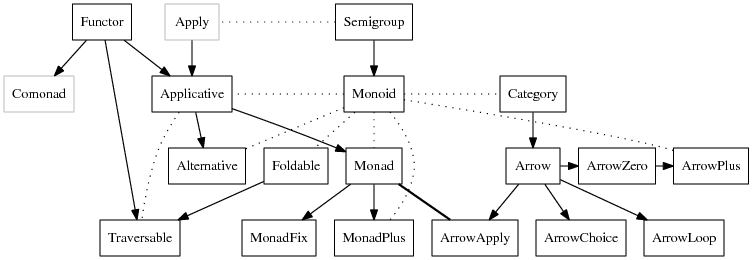 Functor
Apply
Semigroup
Comonad
Applicative
Monoid
Category
Alternative
Foldable
Monad
Arrow
ArrowZero
ArrowPlus
Traversable
MonadFix
MonadPlus
ArrowApply
ArrowChoice
ArrowLoop